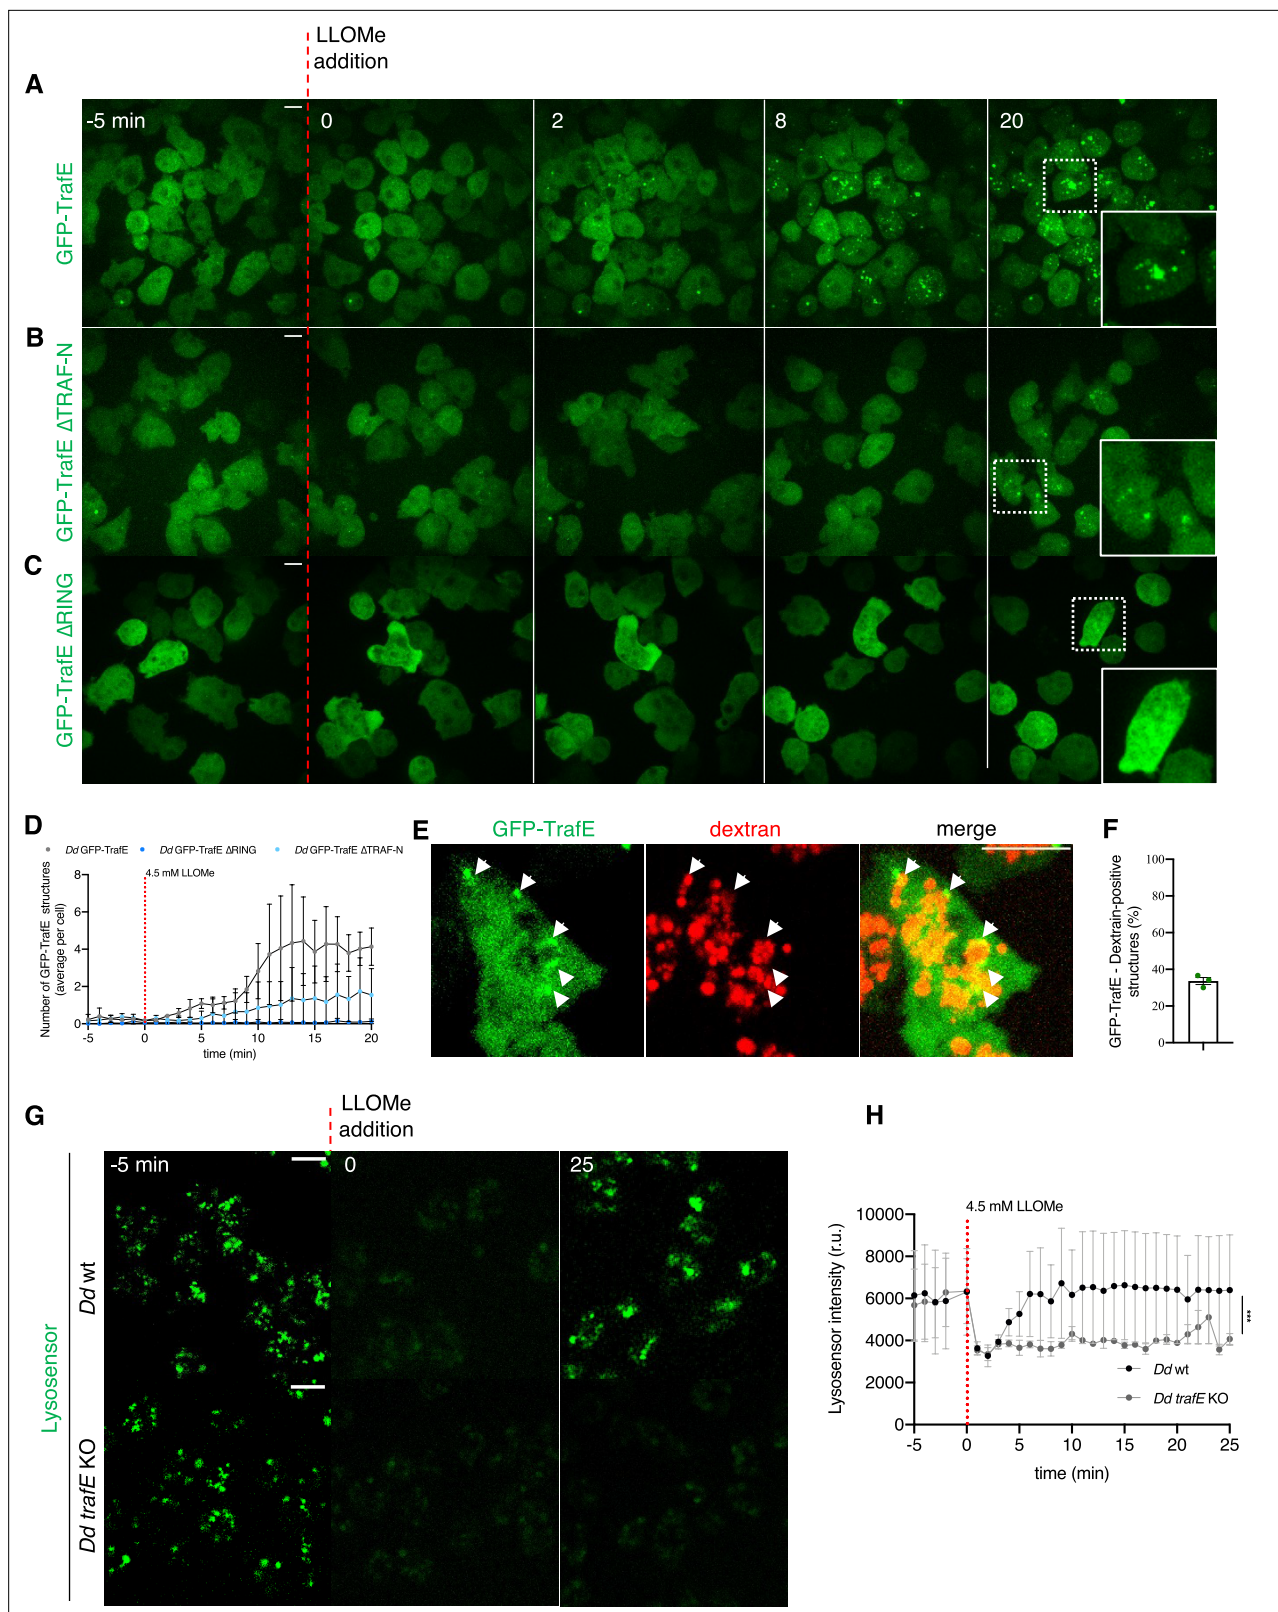 LLOMe
addition
A
-5 min
0
2
8
20
GFP-TrafE
B
GFP-TrafE ΔTRAF-N
C
GFP-TrafE ΔRING
D
Dd GFP-TrafE
Dd GFP-TrafE ΔRING
Dd GFP-TrafE ΔTRAF-N
4.5 mM LLOMe
Number of GFP-TrafE structures
(average per cell)
8
6
4
2
0
-5
0
5
10
15
20
time (min)
E
GFP-TrafE
dextran
merge
F
GFP-TrafE - Dextrain-positive
structures (%)
100
80
60
40
20
0
G
LLOMe
addition
-5 min
0
25
Lysosensor
Dd wt
Dd trafE KO
H
4.5 mM LLOMe
Lysosensor intensity (r.u.)
10000
8000
6000
4000
2000
0
***
Dd wt
Dd trafE KO
-5
0
5
10
15
20
25
time (min)